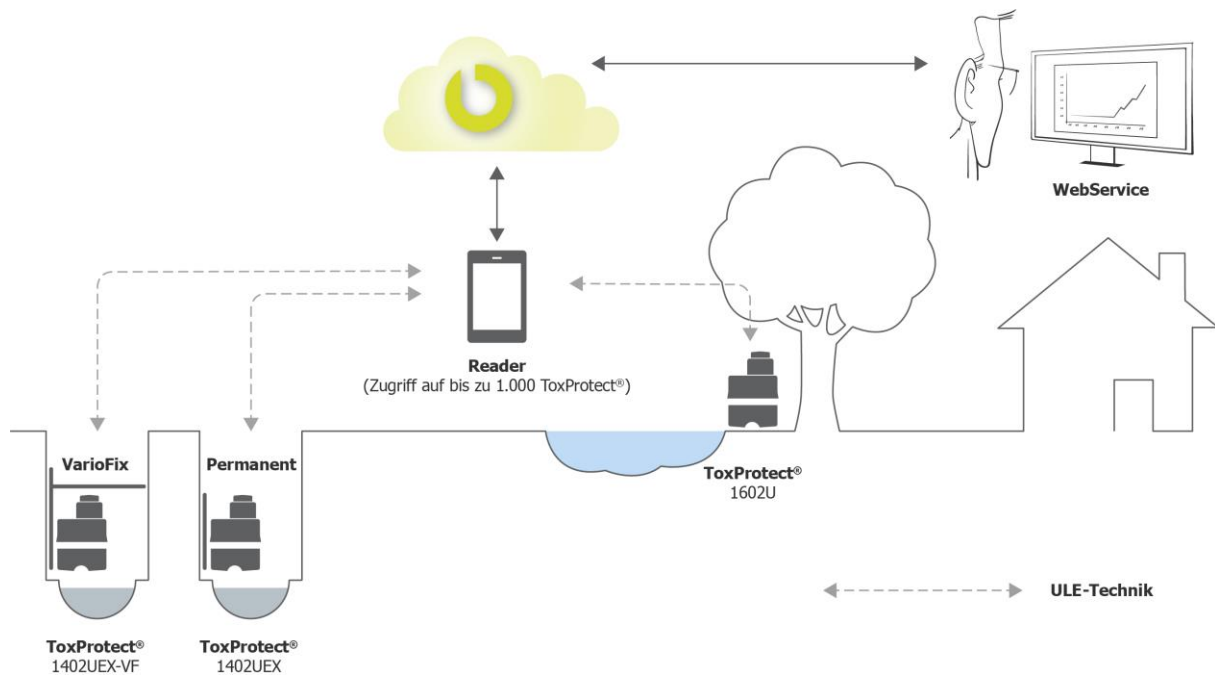 WebService
Reader
(Zugriff auf bis zu 1.000 ToxProtect®)
VarioFix
Permanent
ToxProtect®
1602U
ULE-Technik
ToxProtect®
1402UEX-VF
ToxProtect®
1402UEX